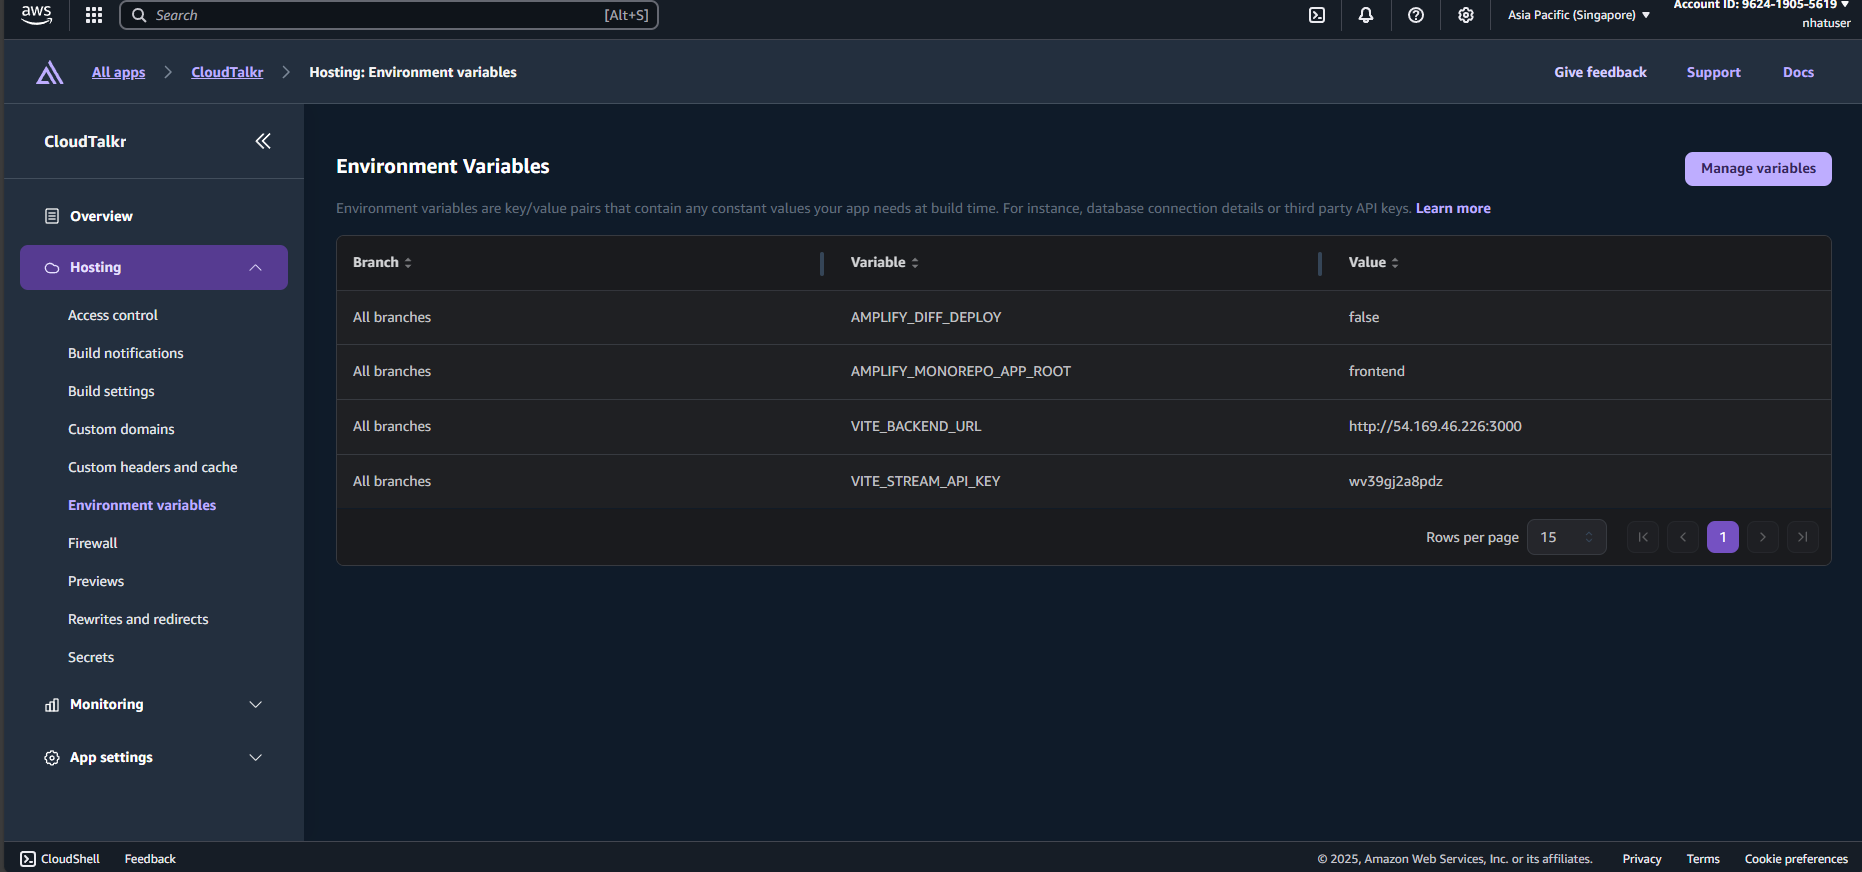 aws
Search [Alt+S]
Asia Pacific (Singapore) ▼
Account ID: 9624-1905-5619 ▼
nhatuser
All apps > CloudTalkr > Hosting: Environment variables
Give feedback Support Docs
CloudTalkr
Overview
Hosting
Access control
Build notifications
Build settings
Custom domains
Custom headers and cache
Environment variables
Firewall
Previews
Rewrites and redirects
Secrets
Monitoring
App settings
Environment Variables
Manage variables
Environment variables are key/value pairs that contain any constant values your app needs at build time. For instance, database connection details or third party API keys. Learn more
Branch Variable Value
All branches AMPLIFY_DIFF_DEPLOY false
All branches AMPLIFY_MONOREPO_APP_ROOT frontend
All branches VITE_BACKEND_URL http://54.169.46.226:3000
All branches VITE_STREAM_API_KEY wv39gj2a8pdz
Rows per page 15 1
CloudShell Feedback
© 2025, Amazon Web Services, Inc. or its affiliates. Privacy Terms Cookie preferences